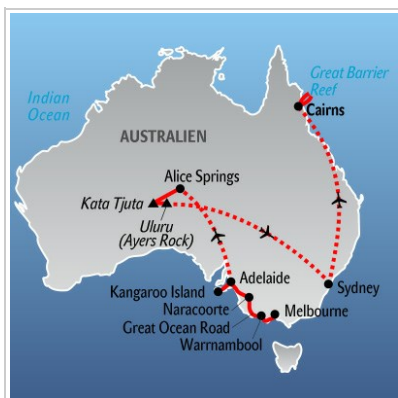 Great Barrier
Reef
Cairns
Indian
Ocean
AUSTRALIEN
Alice Springs
Kata Tjuta
Uluru
(Ayers Rock)
Adelaide
Kangaroo Island
Sydney
Naracoorte
Melbourne
Great Ocean Road
Warrnambool